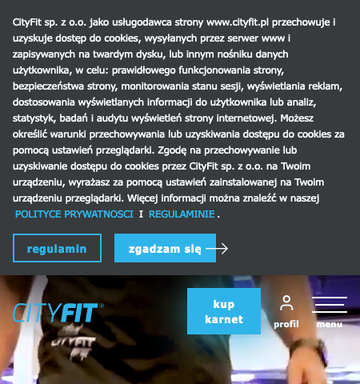 CityFit sp. z o.o. jako usługodawca strony www.cityfit.pl przechowuje i
uzyskuje dostęp do cookies, wysyłanych przez serwer www i
zapisywanych na twardym dysku, lub innym nośniku danych
użytkownika, w celu: prawidłowego funkcjonowania strony,
bezpieczeństwa strony, monitorowania stanu sesji, wyświetlania reklam,
dostosowania wyświetlanych informacji do użytkownika lub analiz,
statystyk, badań i audytu wyświetleń strony internetowej. Możesz
określić warunki przechowywania lub uzyskiwania dostępu do cookies za
pomocą ustawień przeglądarki. Zgodę na przechowywanie lub
uzyskiwanie dostępu do cookies przez CityFit sp. z o.o. na Twoim
urządzeniu, wyrażasz za pomocą ustawień zainstalowanej na Twoim
urządzeniu przeglądarki. Więcej informacji można znaleźć w naszej
POLITYCE PRYWATNOŚCI I REGULAMINIE .
regulamin zgadzam się
CITYFIT®
kup
karnet
profil menu
CITYFIT